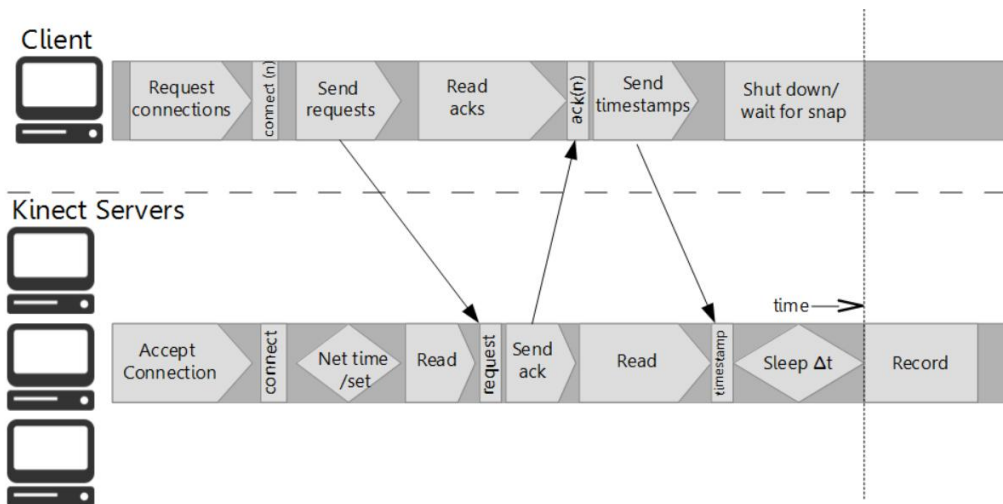 Client
Request
connections
connect (n)
Send
requests
Read
acks
ack(n)
Send
timestamps
Shut down/
wait for snap
Kinect Servers
time
Accept
Connection
connect
Net time
/set
Read
request
Send
ack
Read
timestamp
Sleep Δt
Record